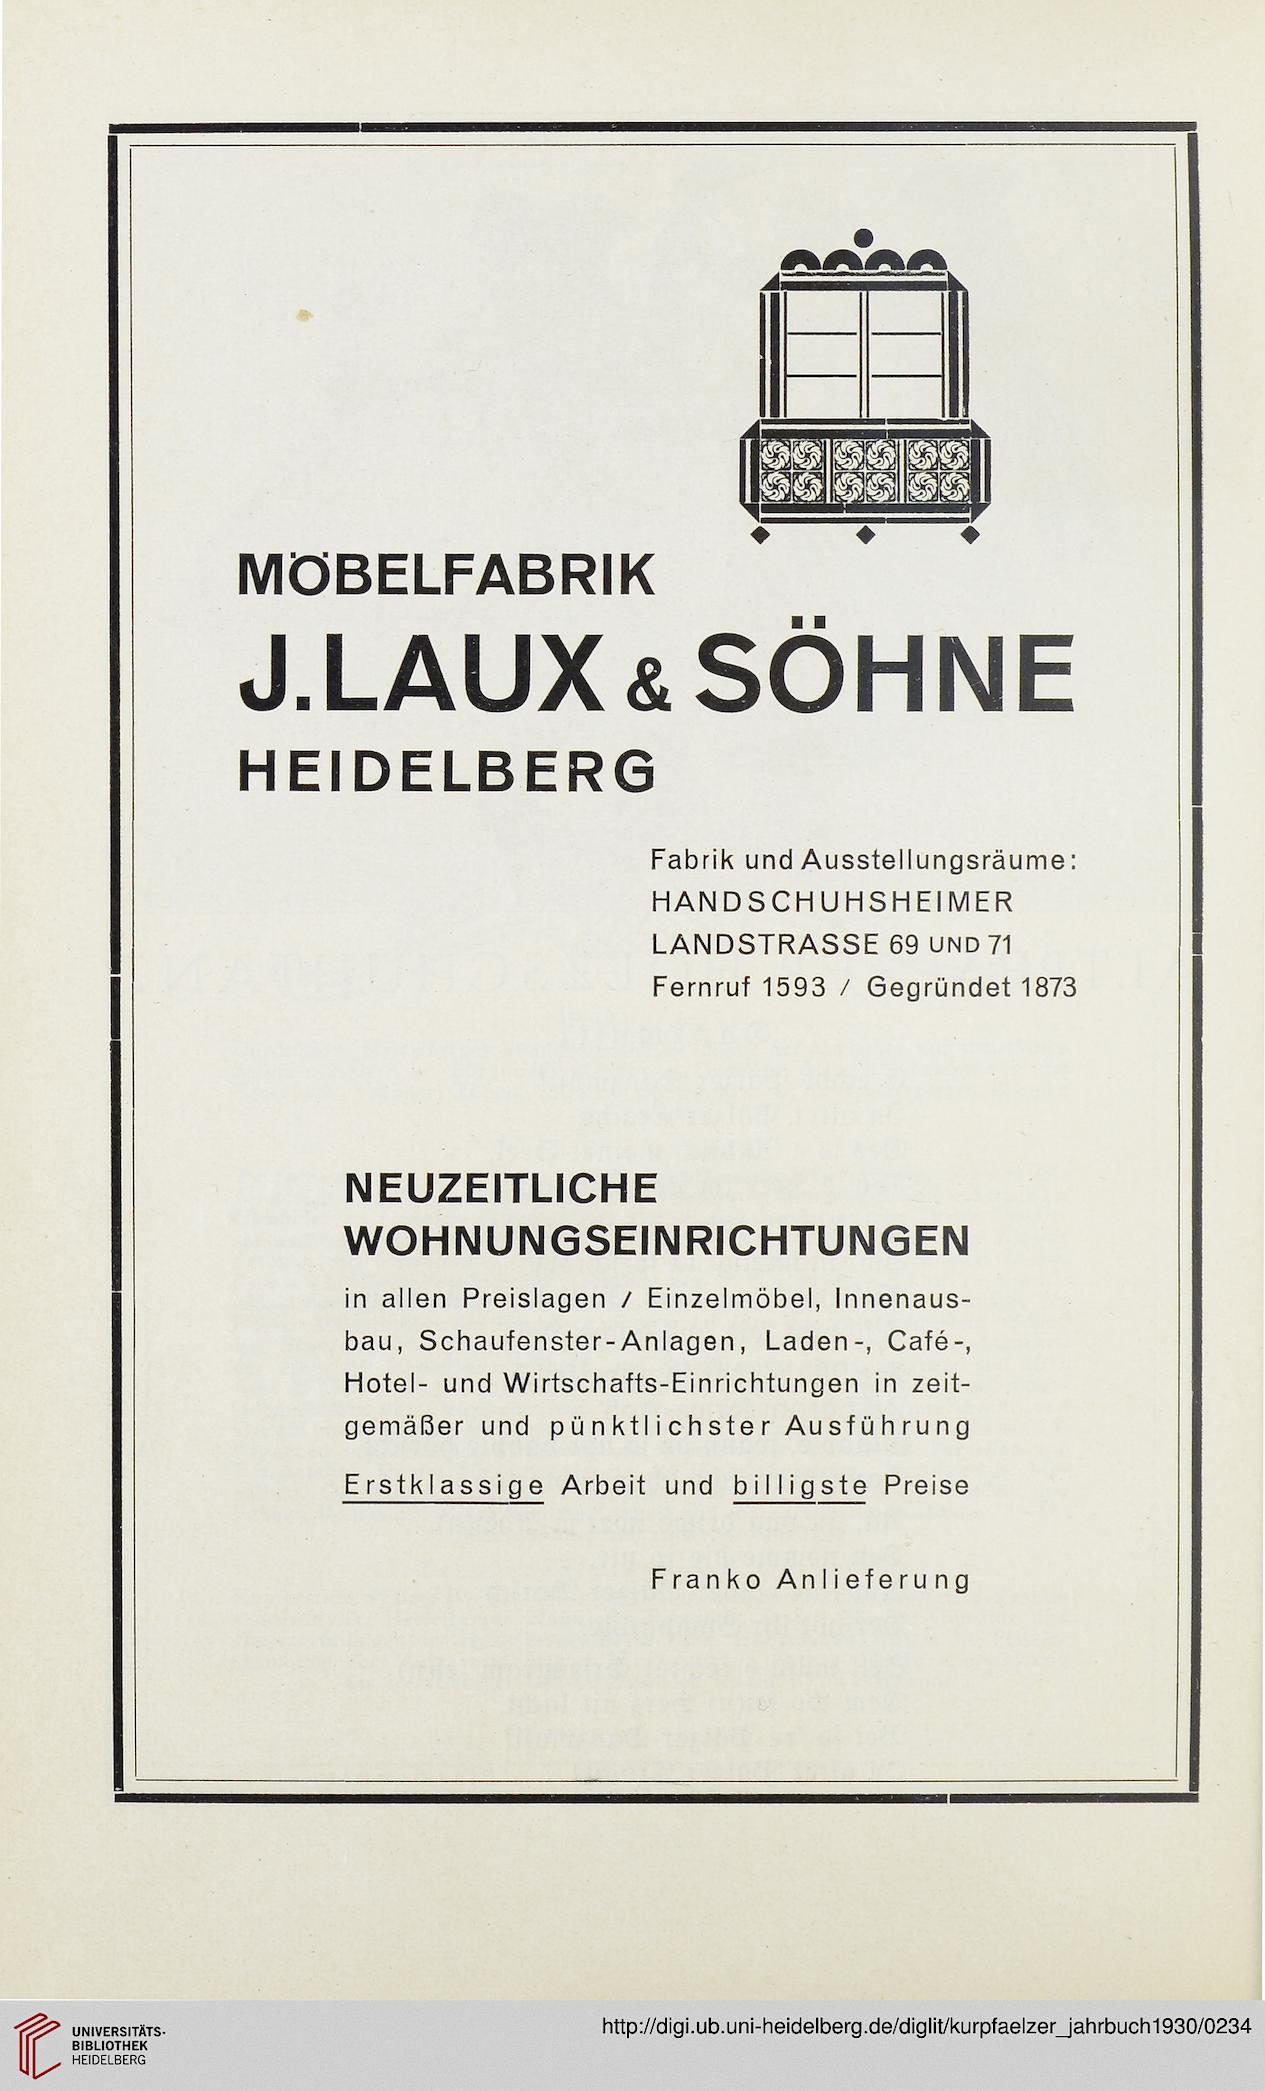 MÖBELFABRIK
J. LAUX & SÖHNE
HEIDELBERG
Fabrik und Ausstellungsräume:
HANDSCHUHSHEIMER
LANDSTRASSE 69 UND 71
Fernruf 1593 / Gegründet 1873
NEUZEITLICHE
WOHNUNGSEINRICHTUNGEN
in allen Preislagen / Einzelmöbel, Innenaus-
bau, Schaufenster-Anlagen, Laden-, Café-,
Hotel- und Wirtschafts-Einrichtungen in zeit-
gemäßer und pünktlichster Ausführung
Erstklassige Arbeit und billigste Preise
Franko Anlieferung
UNIVERSITÄTS-
BIBLIOTHEK
HEIDELBERG
http://digi.ub.uni-heidelberg.de/diglit/kurpfaelzer_jahrbuch1930/0234